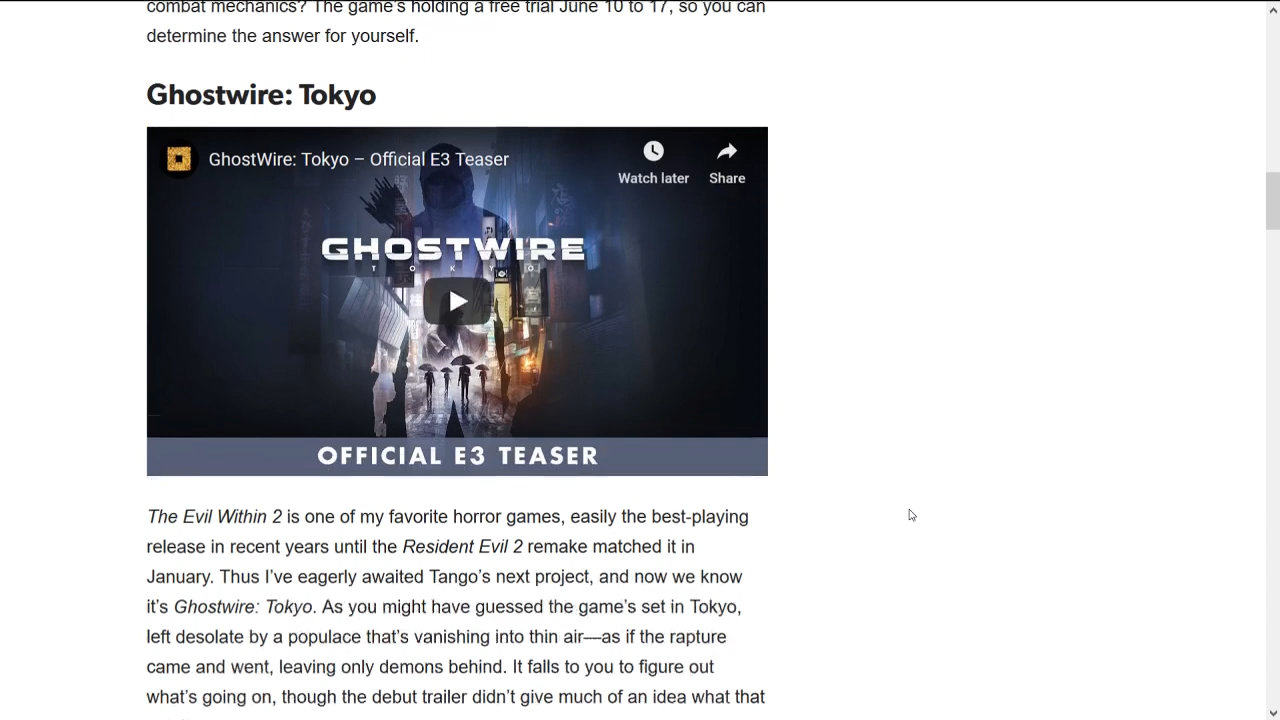 combat mechanics? The game's holding a free trial June 10 to 17, so you can
determine the answer for yourself.
Ghostwire: Tokyo
GhostWire: Tokyo – Official E3 Teaser
Watch later
Share
GHOSTWIRE
TOKYO
OFFICIAL E3 TEASER
The Evil Within 2 is one of my favorite horror games, easily the best-playing
release in recent years until the Resident Evil 2 remake matched it in
January. Thus I've eagerly awaited Tango's next project, and now we know
it's Ghostwire: Tokyo. As you might have guessed the game's set in Tokyo,
left desolate by a populace that's vanishing into thin air—as if the rapture
came and went, leaving only demons behind. It falls to you to figure out
what's going on, though the debut trailer didn't give much of an idea what that